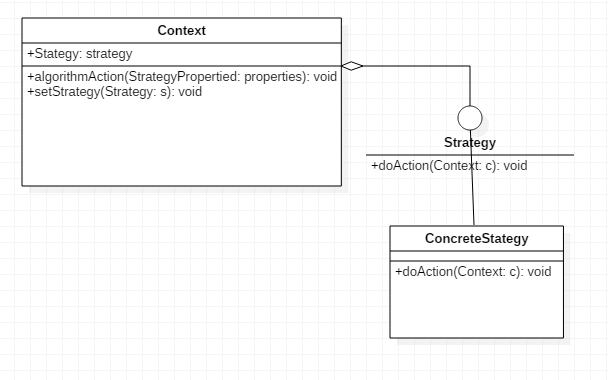 Context
+Stategy: strategy
+algorithmAction(StrategyPropertied: properties): void
+setStrategy(Strategy: s): void
Strategy
+doAction(Context: c): void
ConcreteStategy
+doAction(Context: c): void